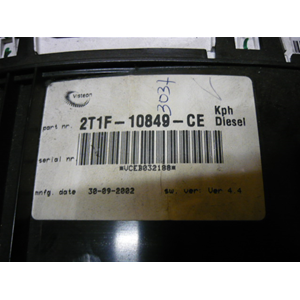 Visteon
3034
part nr. 2T1F-10849-CE Kph
Diesel
serial nr
*VCEB032180*
mnfg. date 30-09-2002 sw. ver: Ver 4.4